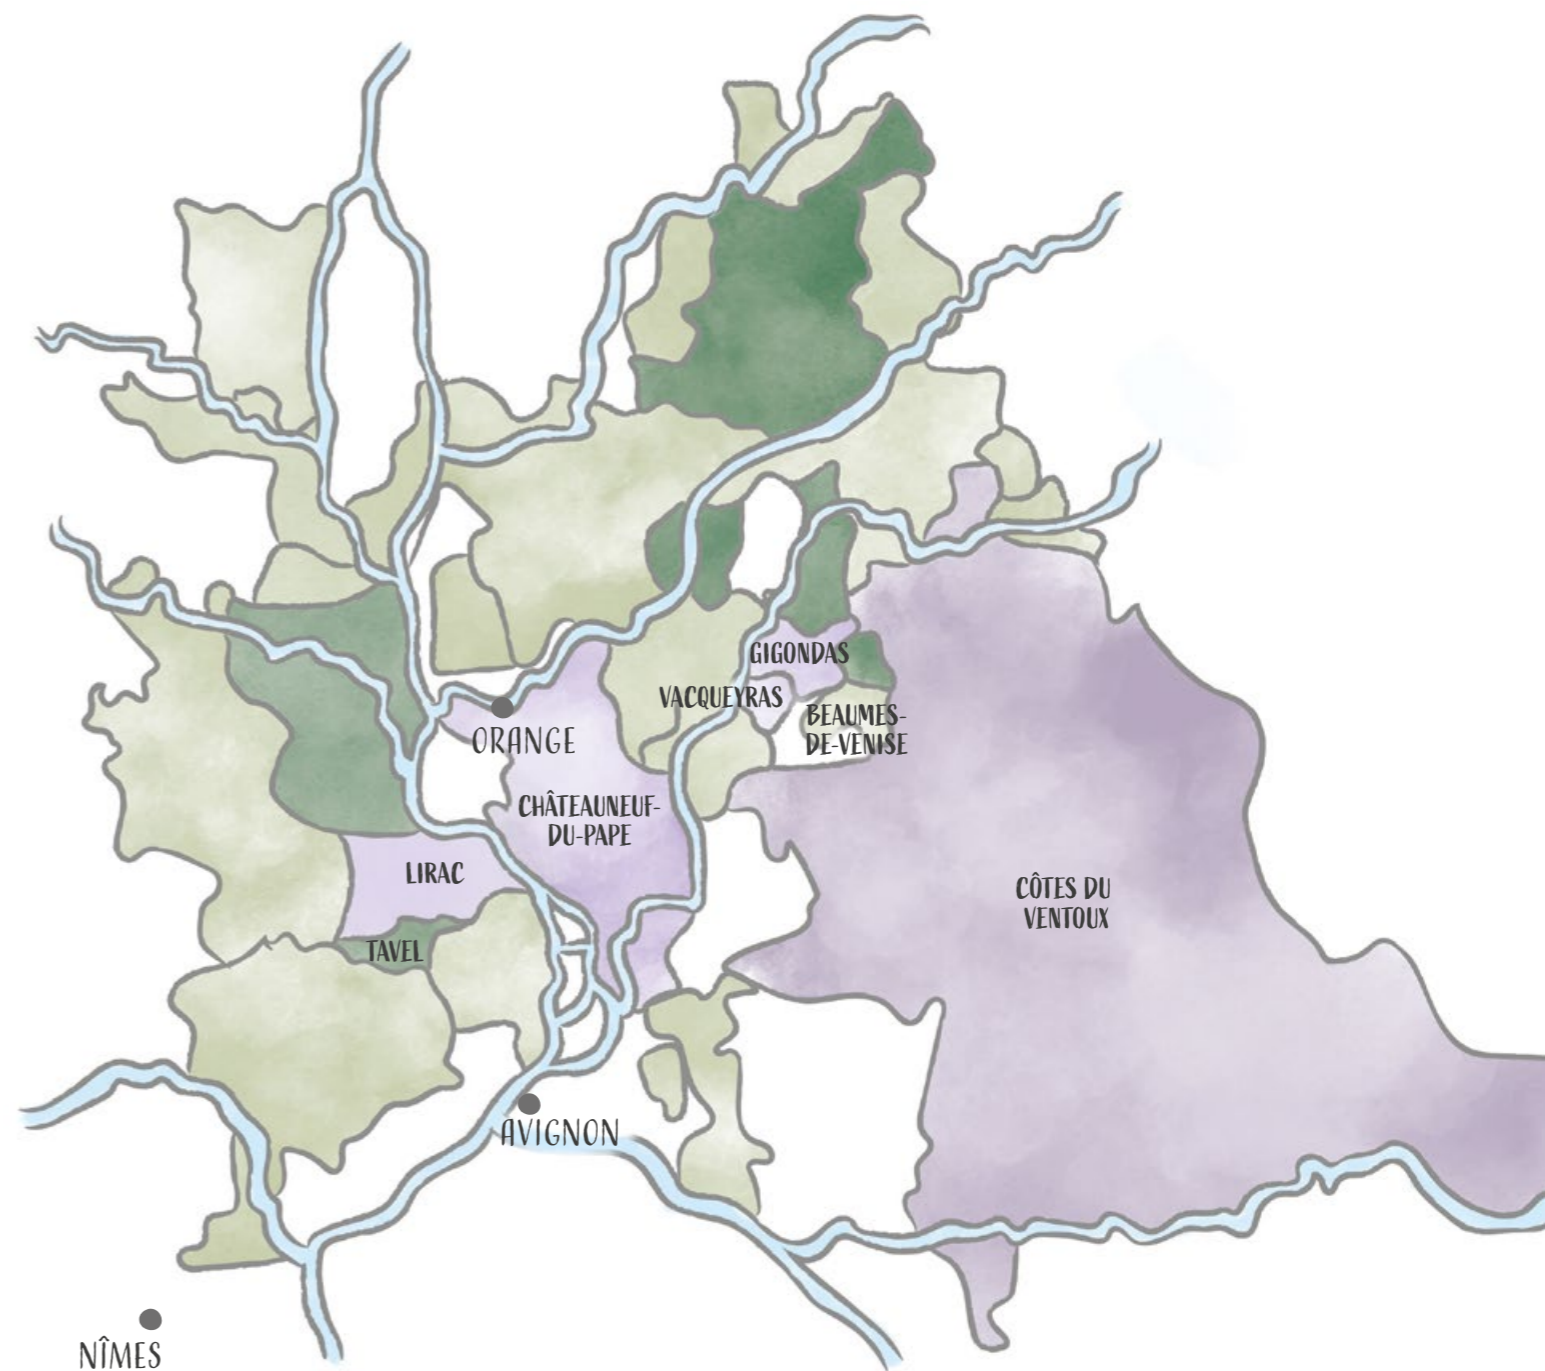 GIGONDAS
VACQUEYRAS
BEAUMES-
DE-VENISE
ORANGE
CHÂTEAUNEUF-
DU-PAPE
LIRAC
CÔTES DU
VENTOUX
TAVEL
AVIGNON
NÎMES